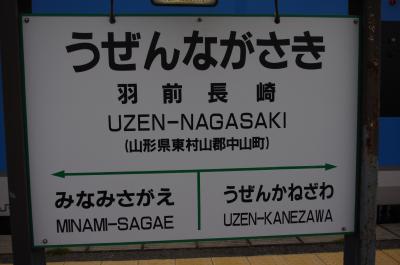 うぜんながさき
羽前長崎
UZEN-NAGASAKI
(山形県東村山郡中山町)
みなみさがえ うぜんかねざわ
MINAMI-SAGAE UZEN-KANEZAWA